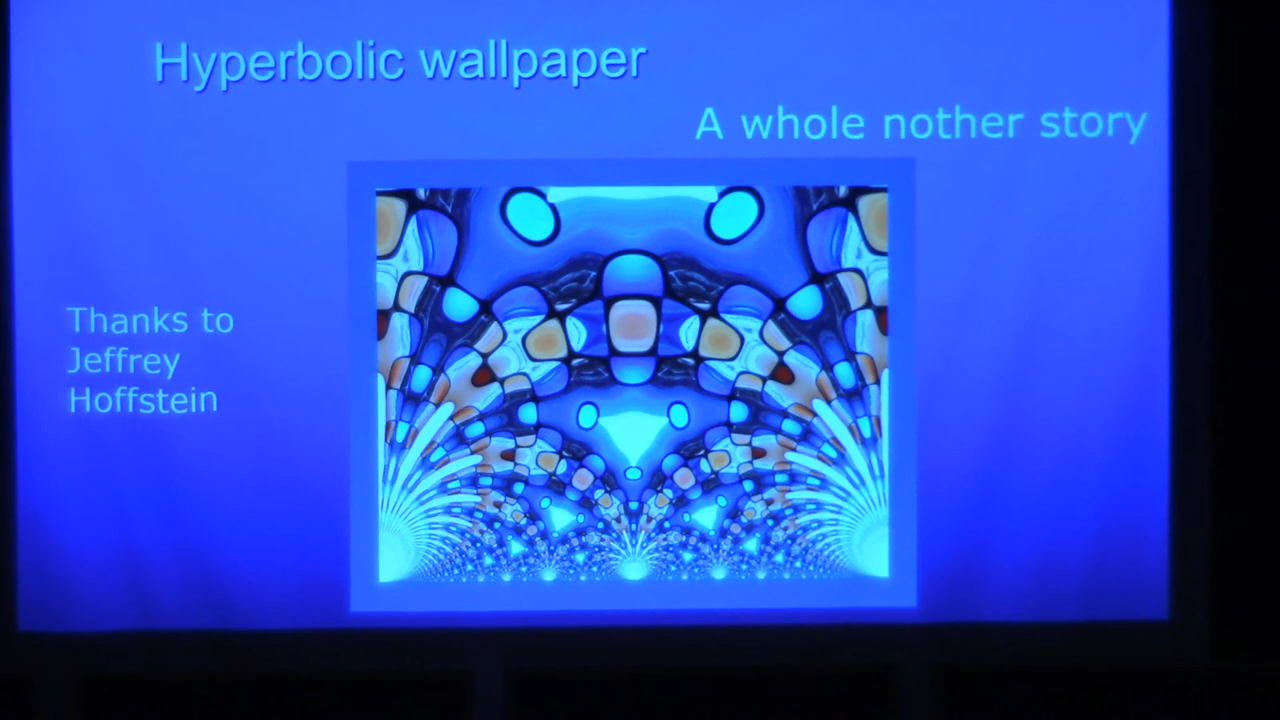 Hyperbolic wallpaper
A whole nother story
Thanks to
Jeffrey
Hoffstein